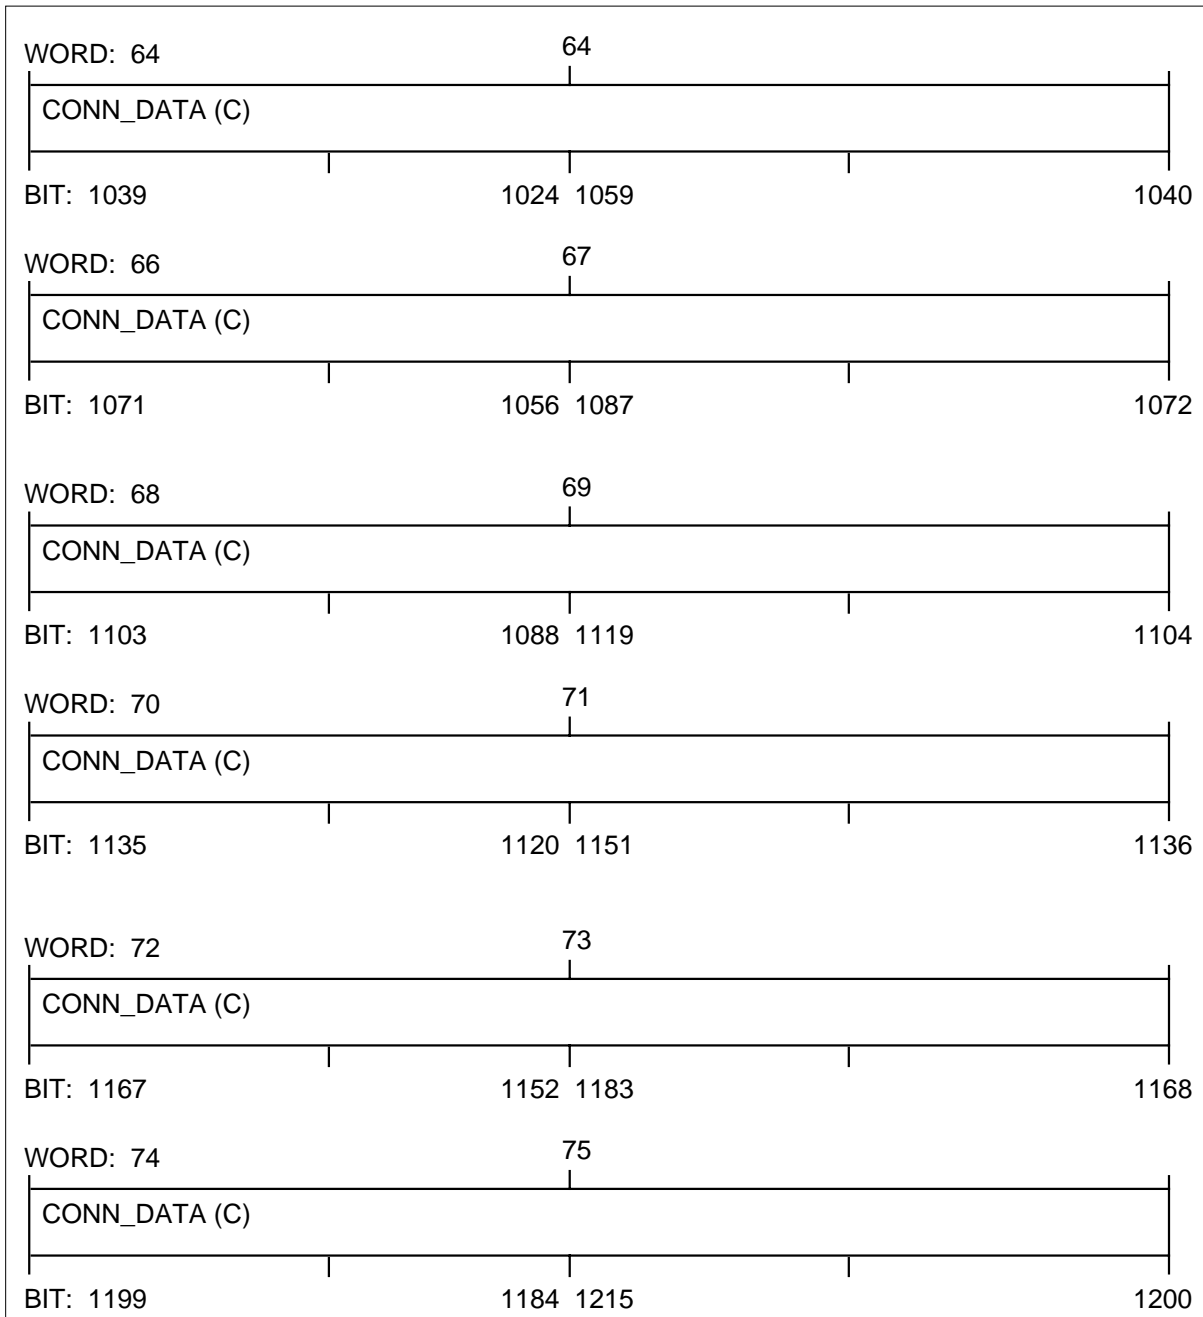 WORD: 64 64
CONN_DATA (C)
BIT: 1039 1024 1059 1040
WORD: 66 67
CONN_DATA (C)
BIT: 1071 1056 1087 1072
WORD: 68 69
CONN_DATA (C)
BIT: 1103 1088 1119 1104
WORD: 70 71
CONN_DATA (C)
BIT: 1135 1120 1151 1136
WORD: 72 73
CONN_DATA (C)
BIT: 1167 1152 1183 1168
WORD: 74 75
CONN_DATA (C)
BIT: 1199 1184 1215 1200